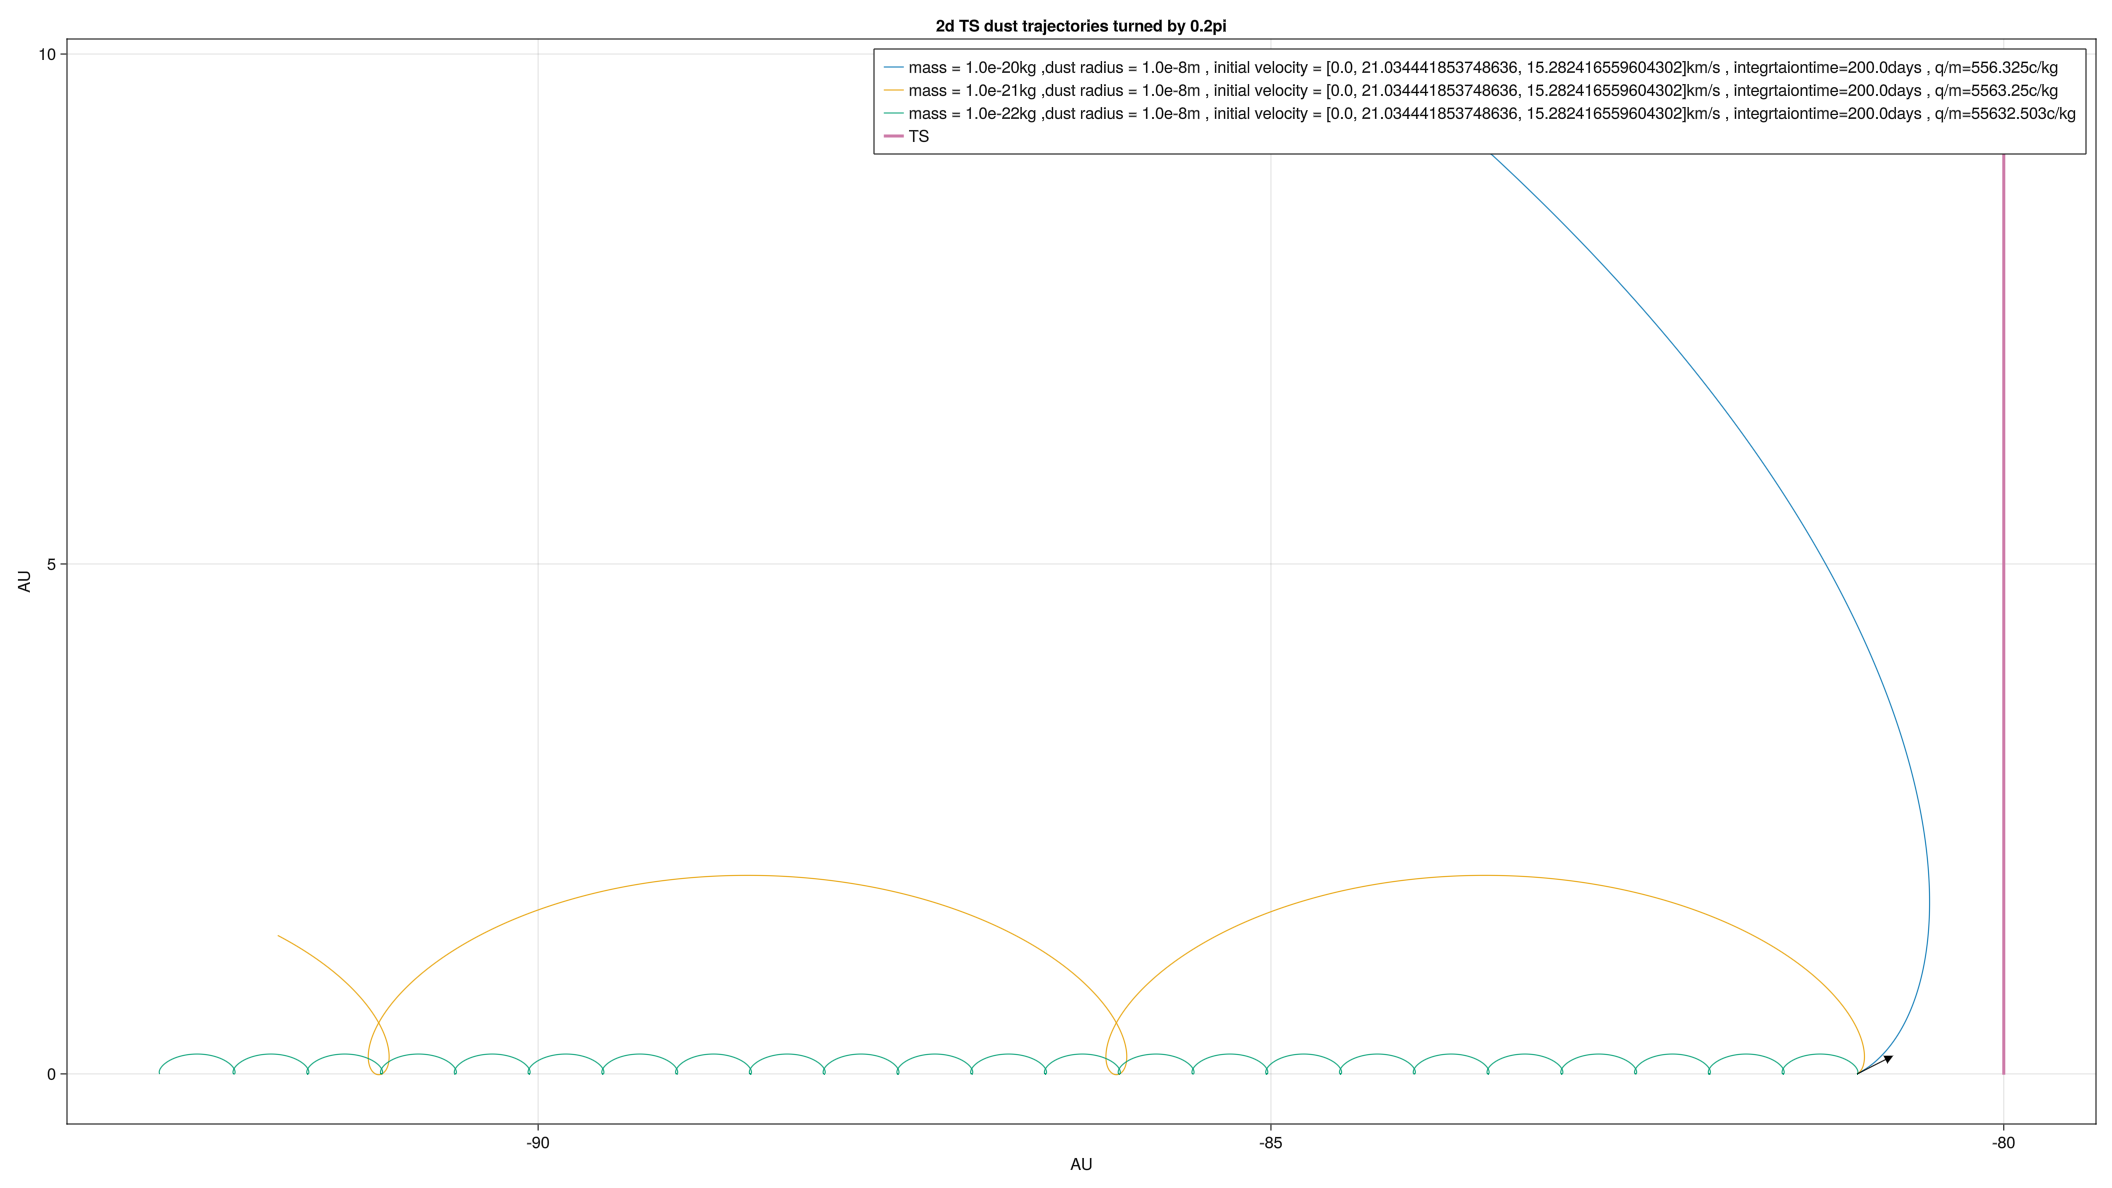 2d TS dust trajectories turned by 0.2pi
mass = 1.0e-20kg ,dust radius = 1.0e-8m , initial velocity = [0.0, 21.034441853748636, 15.282416559604302]km/s , integrtaiontime=200.0days , q/m=556.325c/kg
mass = 1.0e-21kg ,dust radius = 1.0e-8m , initial velocity = [0.0, 21.034441853748636, 15.282416559604302]km/s , integrtaiontime=200.0days , q/m=5563.25c/kg
mass = 1.0e-22kg ,dust radius = 1.0e-8m , initial velocity = [0.0, 21.034441853748636, 15.282416559604302]km/s , integrtaiontime=200.0days , q/m=55632.503c/kg
TS
10
5
0
AU
-90
-85
-80
AU